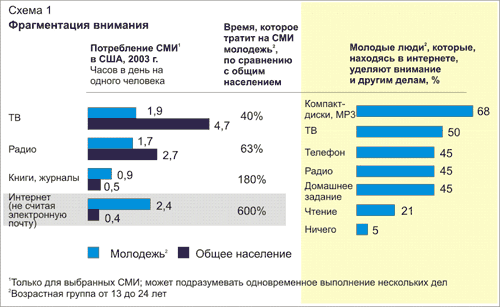 Схема 1
Фрагментация внимания
Потребление СМИ¹
в США, 2003 г.
Часов в день на
одного человека
Время, которое
тратит на СМИ
молодежь²,
по сравнению
с общим
населением
ТВ
1,9
4,7
40%
Радио
1,7
2,7
63%
Книги, журналы
0,9
0,5
180%
Интернет
(не считая
электронную
почту)
2,4
0,4
600%
Молодежь²
Общее население
Молодые люди², которые,
находясь в интернете,
уделяют внимание
и другим делам, %
Компакт-
диски, MP3
68
ТВ
50
Телефон
45
Радио
45
Домашнее
задание
45
Чтение
21
Ничего
5
¹Только для выбранных СМИ; может подразумевать одновременное выполнение нескольких дел
²Возрастная группа от 13 до 24 лет